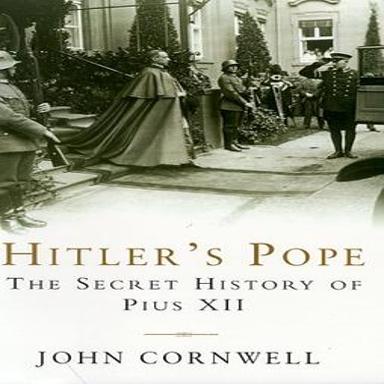 HITLER'S POPE
THE SECRET HISTORY OF
PIUS XII
JOHN CORNWELL